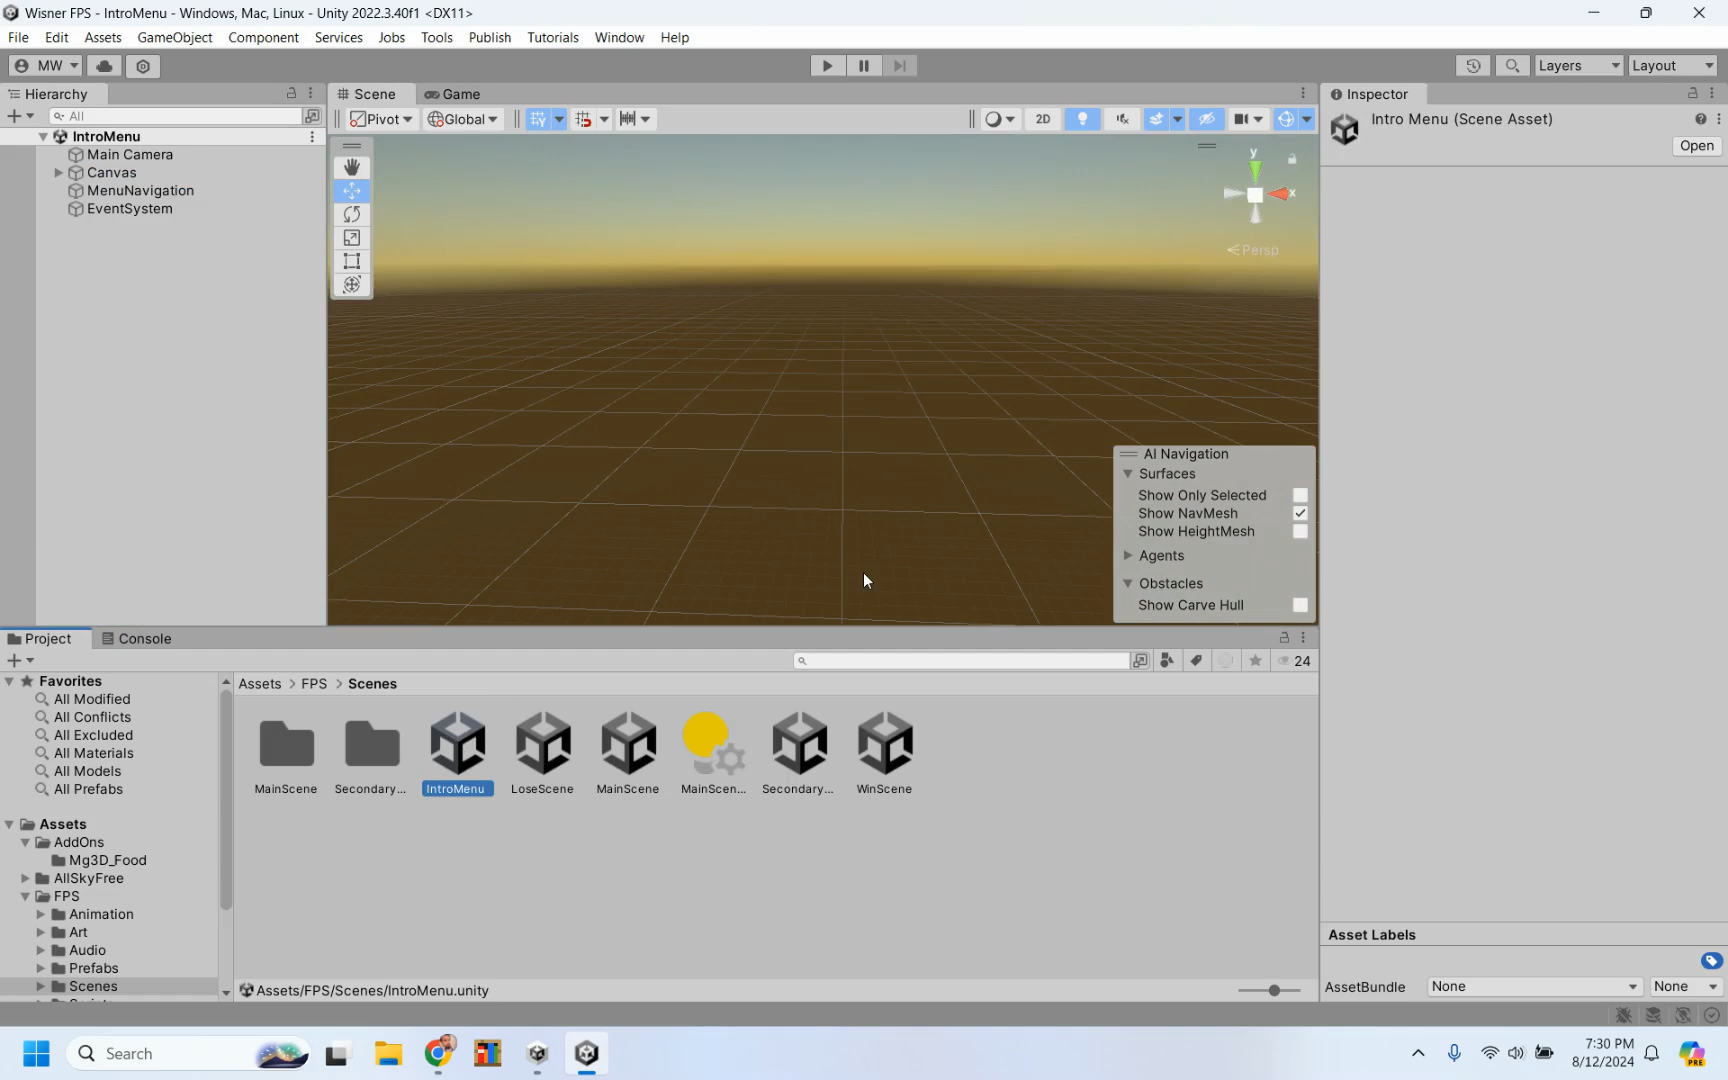 Wisner FPS - IntroMenu - Windows, Mac, Linux - Unity 2022.3.40f1 <DX11>
File Edit Assets GameObject Component Services Jobs Tools Publish Tutorials Window Help
MW Layers Layout
Hierarchy Scene Game Inspector
All Pivot Global 2D Intro Menu (Scene Asset)
Open
IntroMenu
Main Camera
Canvas
MenuNavigation
EventSystem
y
x
Persp
AI Navigation
Surfaces
Show Only Selected
Show NavMesh
Show HeightMesh
Agents
Obstacles
Show Carve Hull
Project Console
24
Favorites
All Modified
All Conflicts
All Excluded
All Materials
All Models
All Prefabs
Assets
AddOns
Mg3D_Food
AllSkyFree
FPS
Animation
Art
Audio
Prefabs
Scenes
Assets > FPS > Scenes
MainScene Secondary... IntroMenu LoseScene MainScene MainScen... Secondary... WinScene
Assets/FPS/Scenes/IntroMenu.unity
Asset Labels
AssetBundle None None
Search
7:30 PM
8/12/2024
PRE